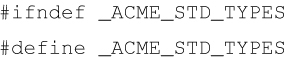 #ifndef _ACME_STD_TYPES
#define _ACME_STD_TYPES